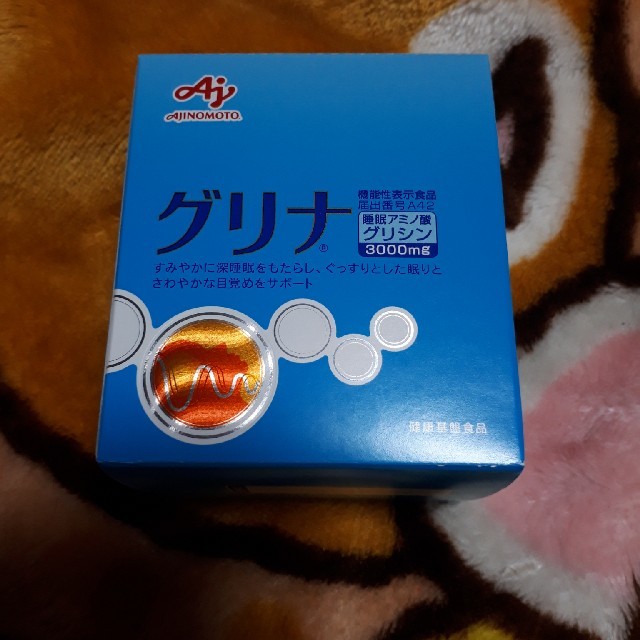 Aj
AJINOMOTO®
グリナ®
機能性表示食品
届出番号A42
睡眠アミノ酸
グリシン
3000mg
すみやかに深睡眠をもたらし、ぐっすりとした眠りと
さわやかな目覚めをサポート
健康基盤食品